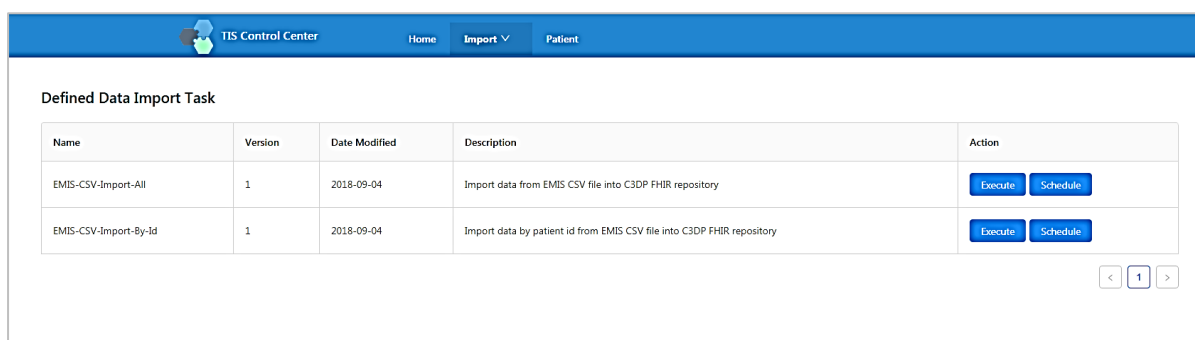 TIS Control Center Home Import Patient
Defined Data Import Task
Name Version Date Modified Description Action
EMIS-CSV-Import-All 1 2018-09-04 Import data from EMIS CSV file into C3DP FHIR repository Execute Schedule
EMIS-CSV-Import-By-Id 1 2018-09-04 Import data by patient id from EMIS CSV file into C3DP FHIR repository Execute Schedule
< 1 >